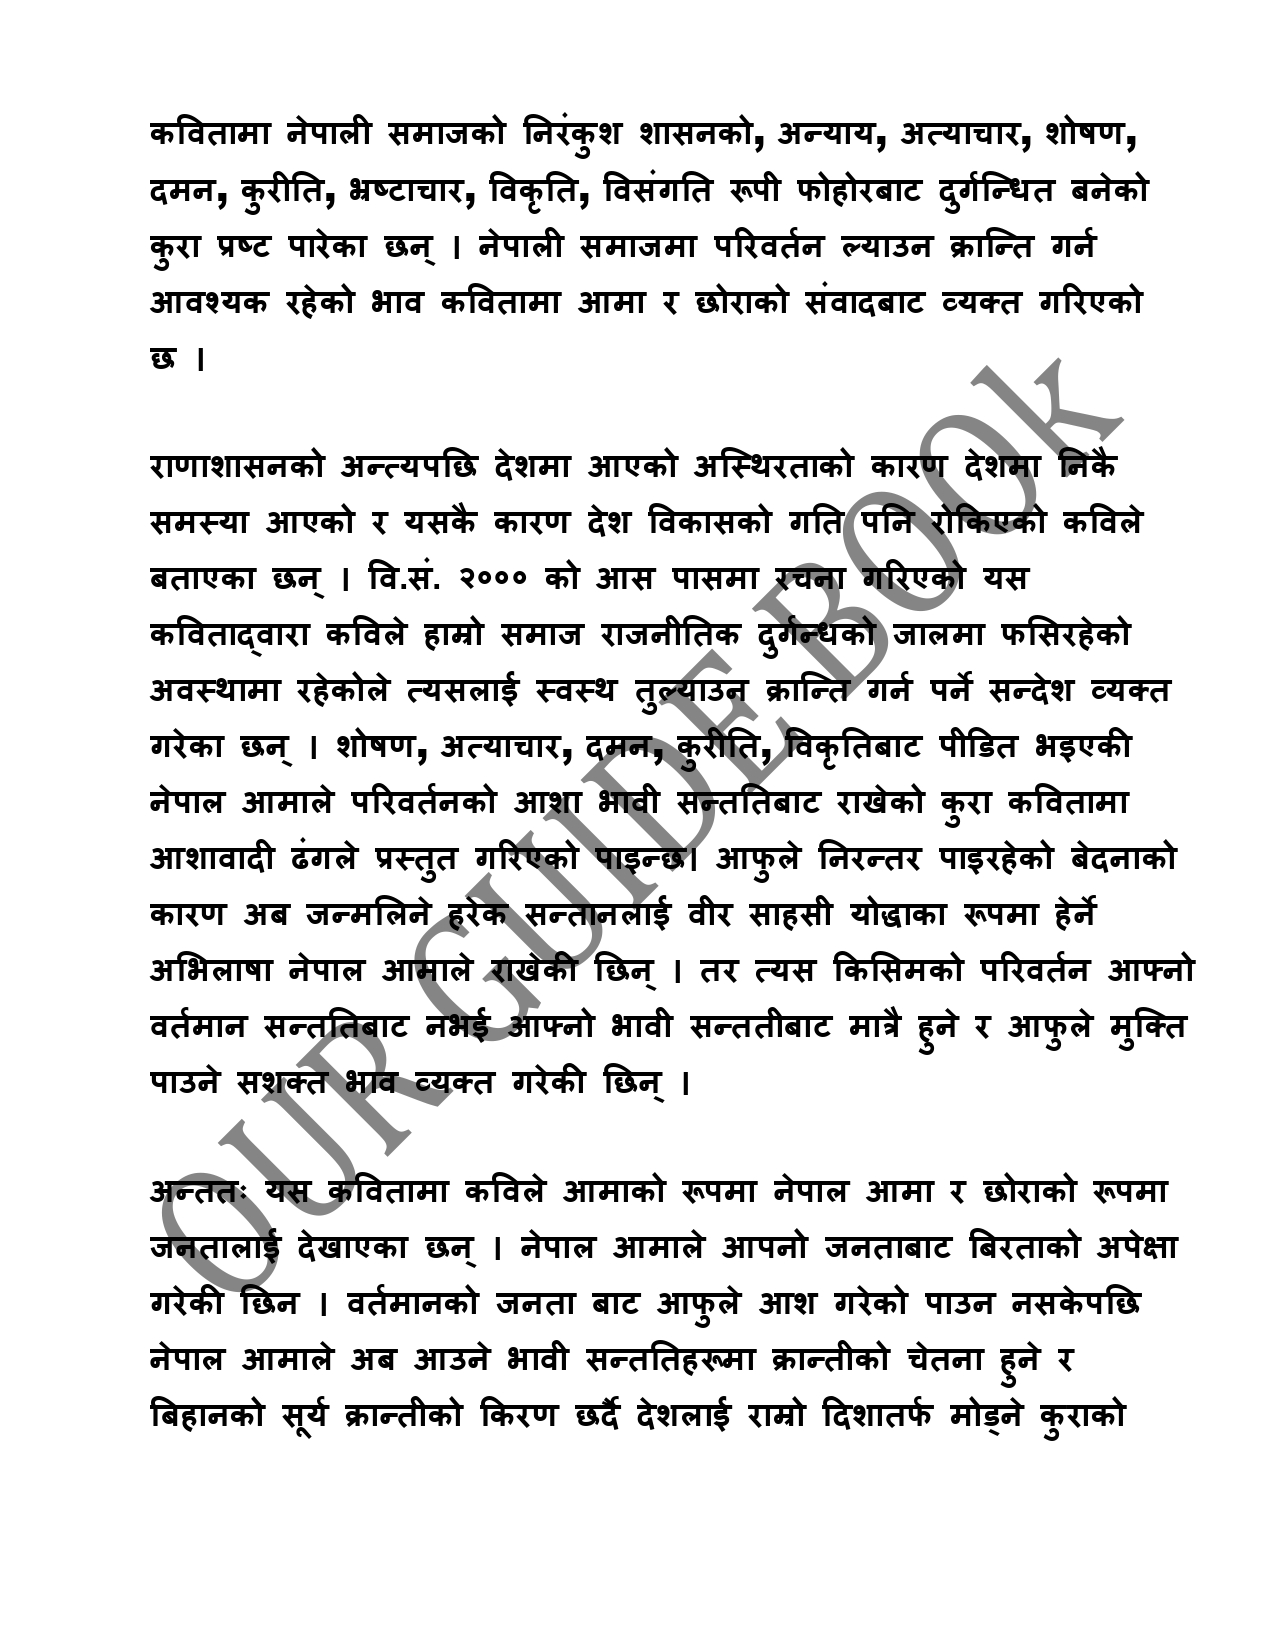 कवितामा नेपाली समाजको निरंकुश शासनको, अन्याय, अत्याचार, शोषण,
दमन, कुरीति, भ्रष्टाचार, विकृति, विसंगति रूपी फोहोरबाट दुर्गन्धित बनेको
कुरा प्रष्ट पारेका छन् । नेपाली समाजमा परिवर्तन ल्याउन क्रान्ति गर्न
आवश्यक रहेको भाव कवितामा आमा र छोराको संवादबाट व्यक्त गरिएको
छ ।
राणाशासनको अन्त्यपछि देशमा आएको अस्थिरताको कारण देशमा निकै
समस्या आएको र यसकै कारण देश विकासको गति पनि रोकिएको कविले
बताएका छन् । वि.सं. २००० को आस पासमा रचना गरिएको यस
कविताद्वारा कविले हाम्रो समाज राजनीतिक दुर्गन्धको जालमा फसिरहेको
अवस्थामा रहेकोले त्यसलाई स्वस्थ तुल्याउन क्रान्ति गर्न पर्ने सन्देश व्यक्त
गरेका छन् । शोषण, अत्याचार, दमन, कुरीति, विकृतिबाट पीडित भइएकी
नेपाल आमाले परिवर्तनको आशा भावी सन्ततिबाट राखेको कुरा कवितामा
आशावादी ढंगले प्रस्तुत गरिएको पाइन्छ। आफुले निरन्तर पाइरहेको बेदनाको
कारण अब जन्मलिने हरेक सन्तानलाई वीर साहसी योद्धाका रूपमा हेर्ने
अभिलाषा नेपाल आमाले राखेकी छिन् । तर त्यस किसिमको परिवर्तन आफ्नो
वर्तमान सन्ततिबाट नभई आफ्नो भावी सन्ततीबाट मात्रै हुने र आफुले मुक्ति
पाउने सशक्त भाव व्यक्त गरेकी छिन् ।
अन्ततः यस कवितामा कविले आमाको रूपमा नेपाल आमा र छोराको रूपमा
जनतालाई देखाएका छन् । नेपाल आमाले आपनो जनताबाट बिरताको अपेक्षा
गरेकी छिन । वर्तमानको जनता बाट आफुले आश गरेको पाउन नसकेपछि
नेपाल आमाले अब आउने भावी सन्ततिहरूमा क्रान्तीको चेतना हुने र
बिहानको सूर्य क्रान्तीको किरण छर्दै देशलाई राम्रो दिशातर्फ मोड्ने कुराको
OUR GUIDE BOOk